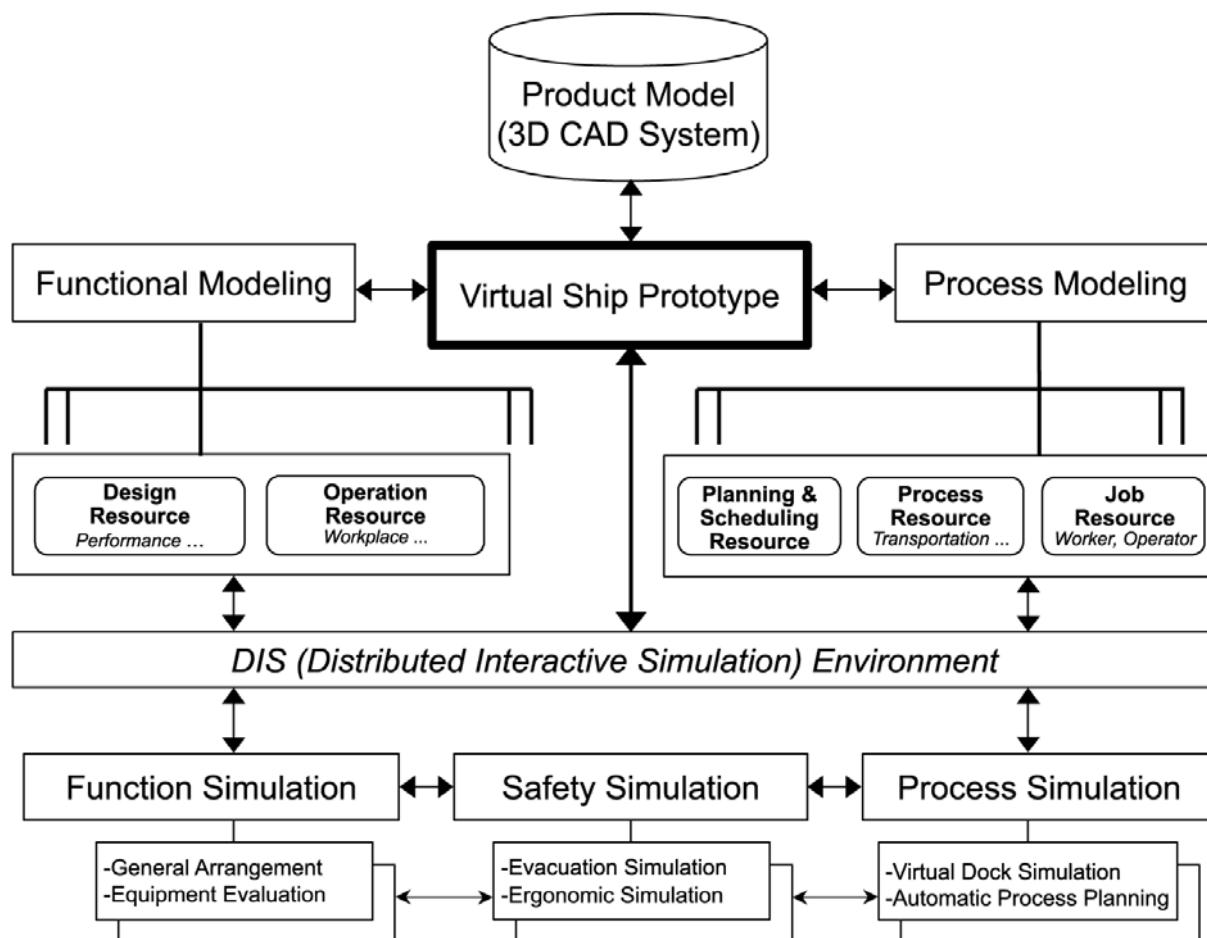 Product Model
(3D CAD System)
Functional Modeling
Virtual Ship Prototype
Process Modeling
Design
Resource
Performance ...
Operation
Resource
Workplace ...
Planning &
Scheduling
Resource
Process
Resource
Transportation ...
Job
Resource
Worker, Operator
DIS (Distributed Interactive Simulation) Environment
Function Simulation
Safety Simulation
Process Simulation
-General Arrangement
-Equipment Evaluation
-Evacuation Simulation
-Ergonomic Simulation
-Virtual Dock Simulation
-Automatic Process Planning